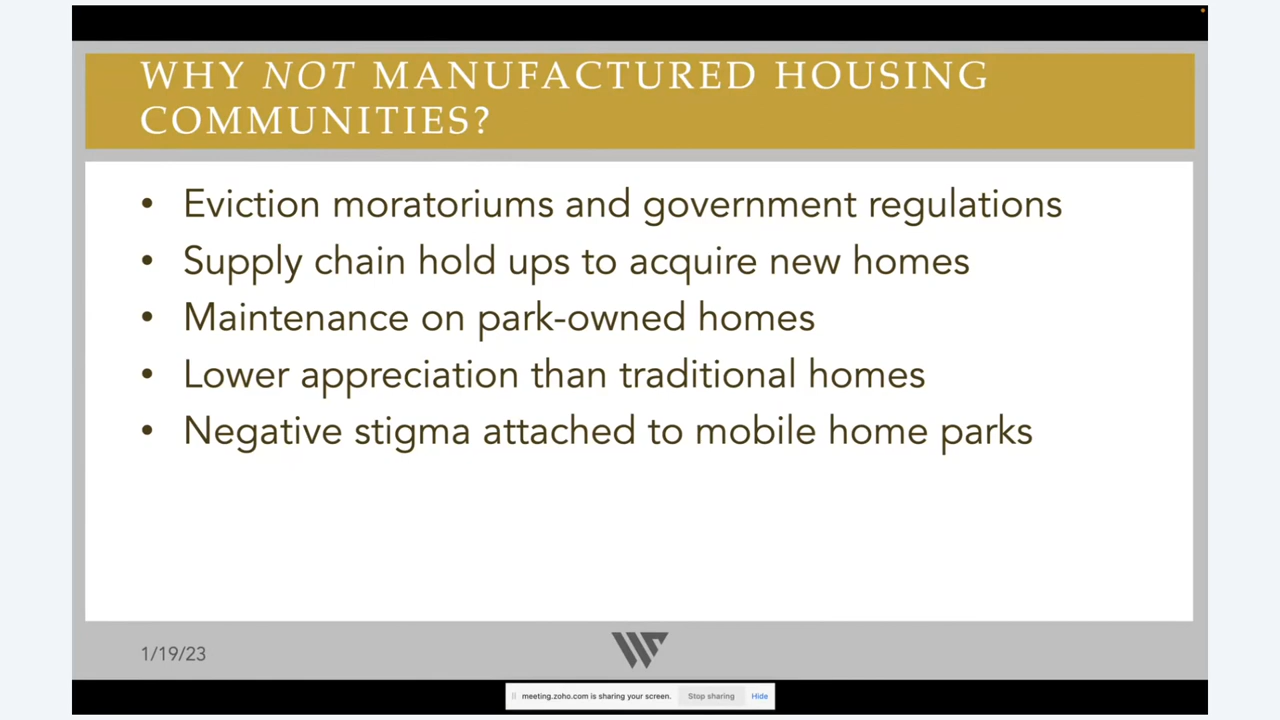 WHY NOT MANUFACTURED HOUSING
COMMUNITIES?
• Eviction moratoriums and government regulations
• Supply chain hold ups to acquire new homes
• Maintenance on park-owned homes
• Lower appreciation than traditional homes
• Negative stigma attached to mobile home parks
1/19/23
meeting.zoho.com is sharing your screen. Stop sharing Hide